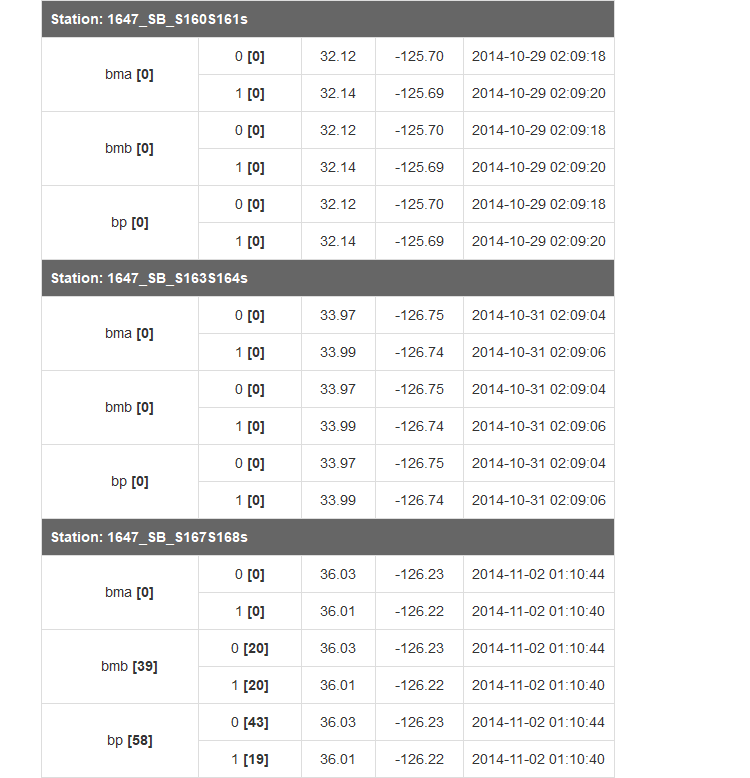 Station: 1647_SB_S160S161s
bma [0]
0 [0] 32.12 -125.70 2014-10-29 02:09:18
1 [0] 32.14 -125.69 2014-10-29 02:09:20
bmb [0]
0 [0] 32.12 -125.70 2014-10-29 02:09:18
1 [0] 32.14 -125.69 2014-10-29 02:09:20
bp [0]
0 [0] 32.12 -125.70 2014-10-29 02:09:18
1 [0] 32.14 -125.69 2014-10-29 02:09:20
Station: 1647_SB_S163S164s
bma [0]
0 [0] 33.97 -126.75 2014-10-31 02:09:04
1 [0] 33.99 -126.74 2014-10-31 02:09:06
bmb [0]
0 [0] 33.97 -126.75 2014-10-31 02:09:04
1 [0] 33.99 -126.74 2014-10-31 02:09:06
bp [0]
0 [0] 33.97 -126.75 2014-10-31 02:09:04
1 [0] 33.99 -126.74 2014-10-31 02:09:06
Station: 1647_SB_S167S168s
bma [0]
0 [0] 36.03 -126.23 2014-11-02 01:10:44
1 [0] 36.01 -126.22 2014-11-02 01:10:40
bmb [39]
0 [20] 36.03 -126.23 2014-11-02 01:10:44
1 [20] 36.01 -126.22 2014-11-02 01:10:40
bp [58]
0 [43] 36.03 -126.23 2014-11-02 01:10:44
1 [19] 36.01 -126.22 2014-11-02 01:10:40